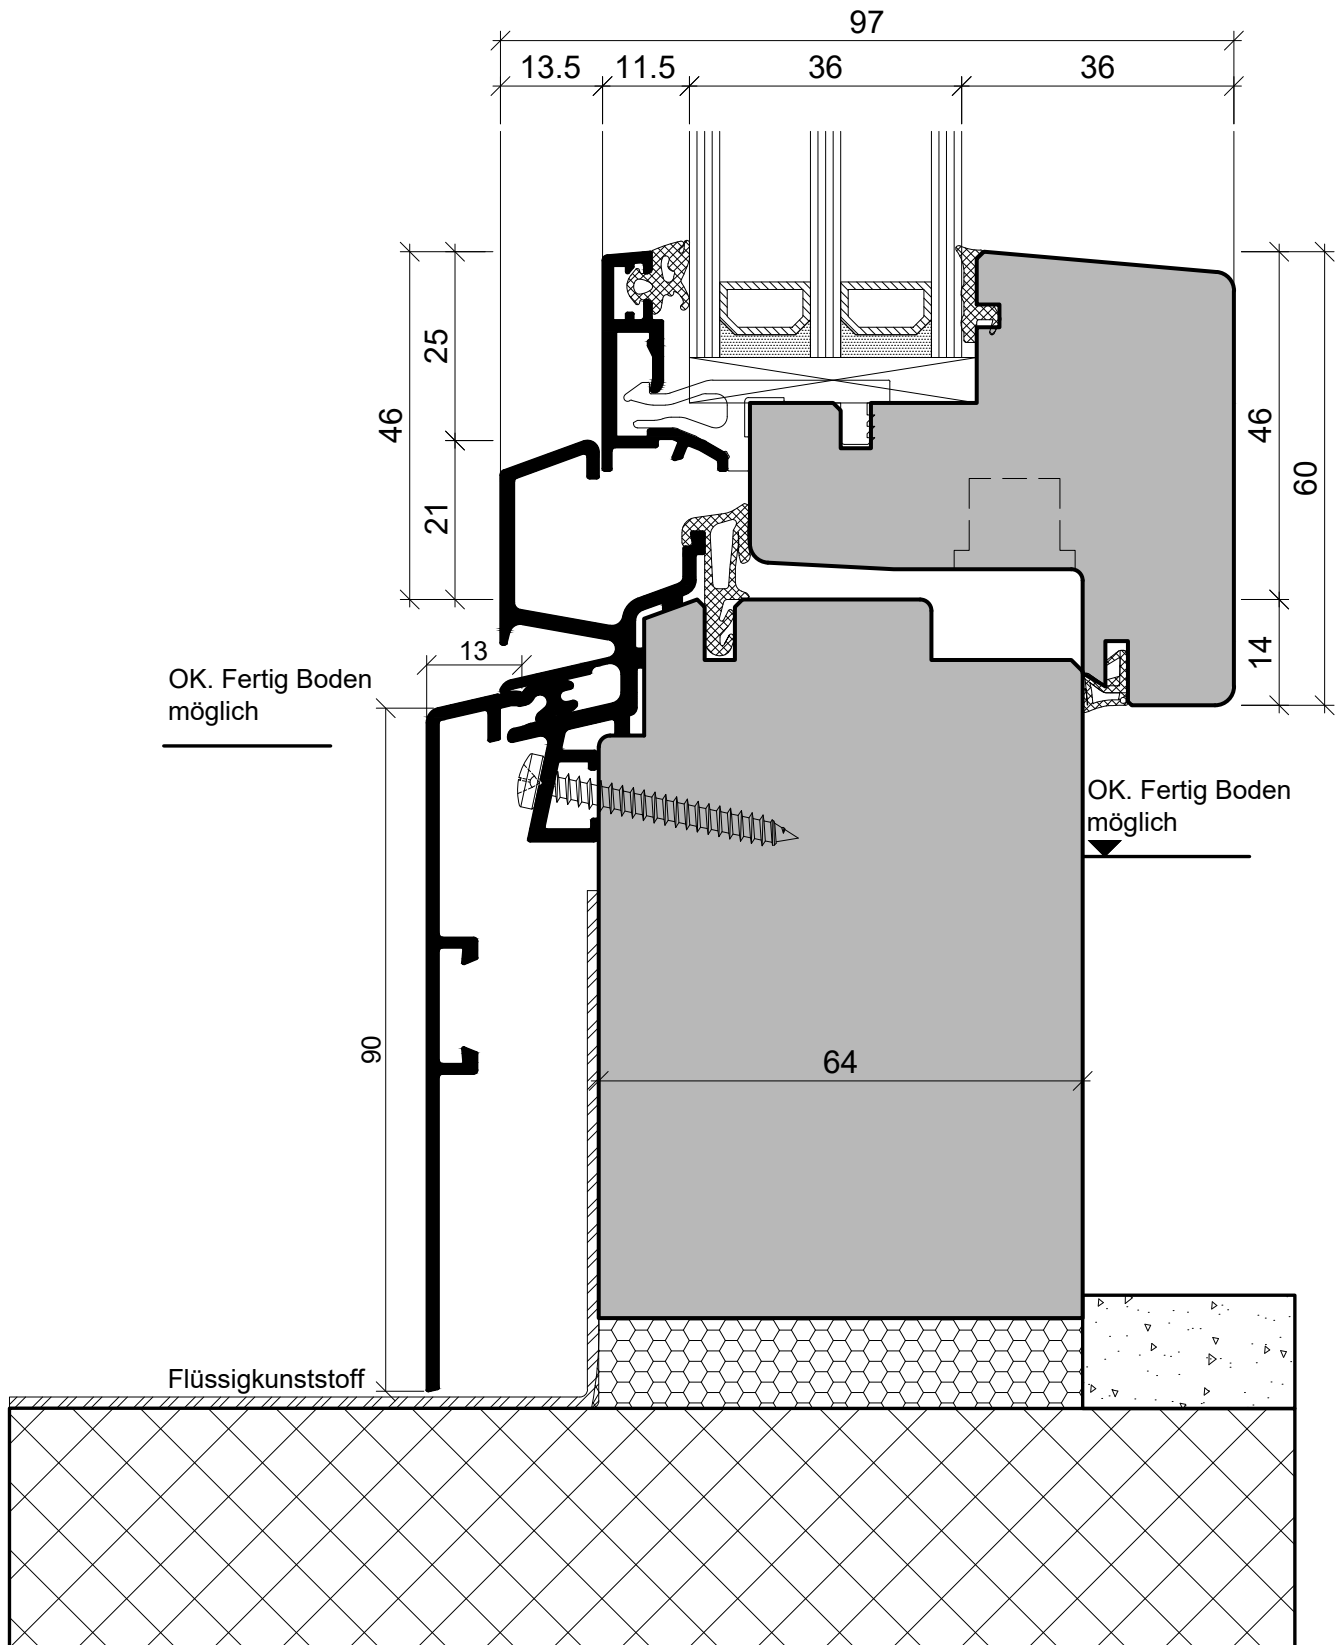 97
13.5 11.5 36 36
25
46
46
60
21
14
13
OK. Fertig Boden
möglich
OK. Fertig Boden
möglich
90
64
Flüssigkunststoff